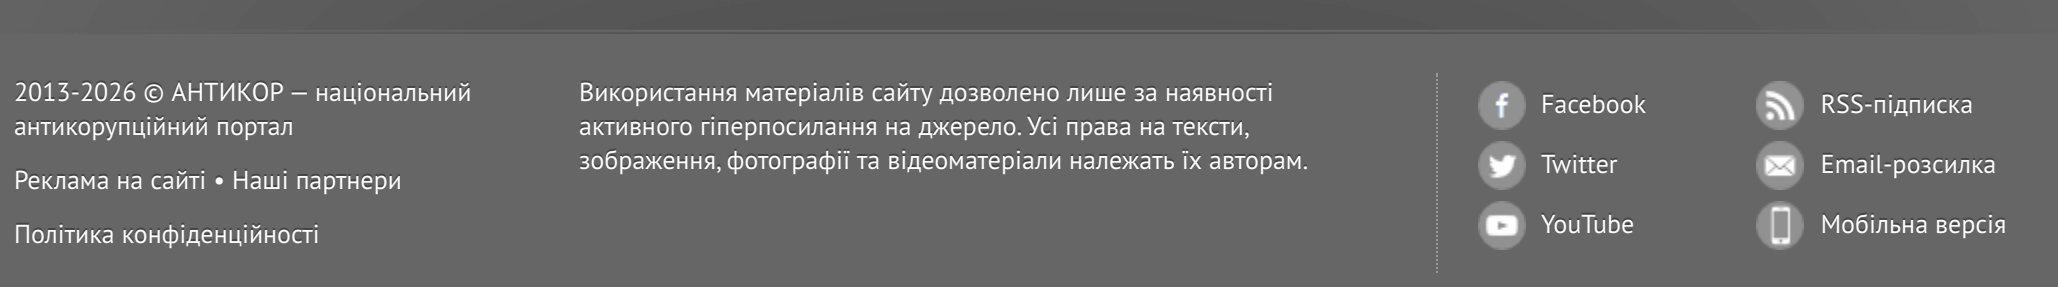 2013-2026 © АНТИКОР — національний
антикорупційний портал
Реклама на сайті • Наші партнери
Політика конфіденційності
Використання матеріалів сайту дозволено лише за наявності
активного гіперпосилання на джерело. Усі права на тексти,
зображення, фотографії та відеоматеріали належать їх авторам.
Facebook
Twitter
YouTube
RSS-підписка
Email-розсилка
Мобільна версія